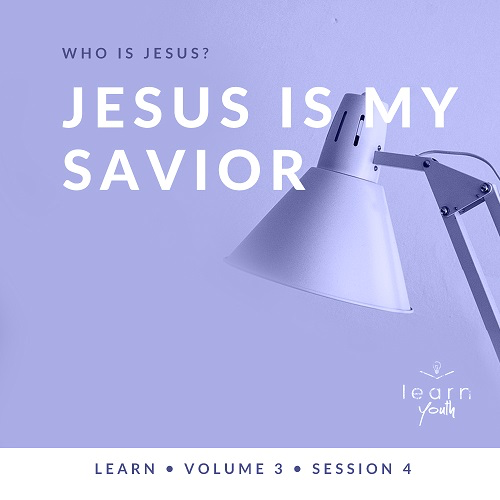 WHO IS JESUS?
JESUS IS MY
SAVIOR
learn
youth
LEARN • VOLUME 3 • SESSION 4